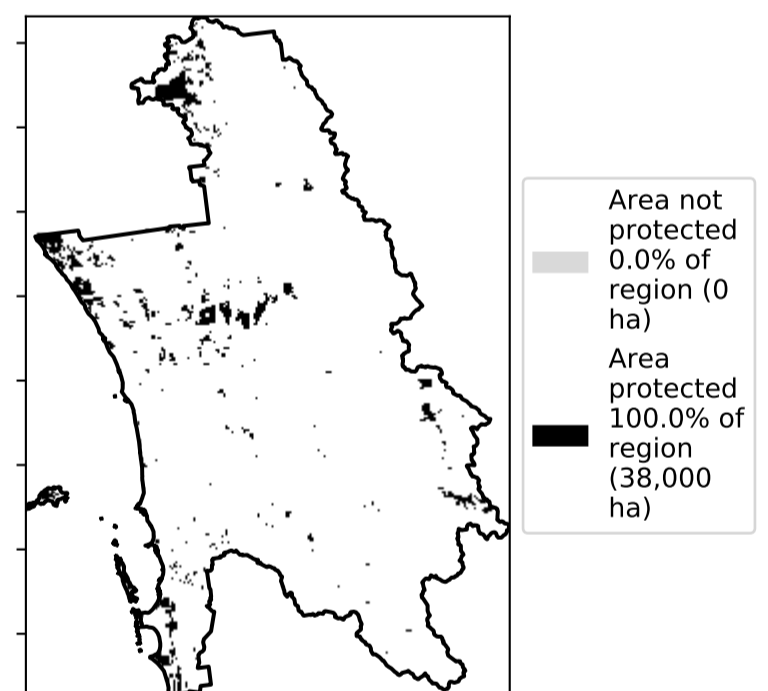 Area not
protected
0.0% of
region (0
ha)
Area
protected
100.0% of
region
(38,000
ha)